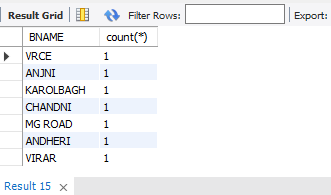 Result Grid Filter Rows: Export:
BNAME count(*)
VRCE 1
ANJNI 1
KAROLBAGH 1
CHANDNI 1
MG ROAD 1
ANDHERI 1
VIRAR 1
Result 15 ×